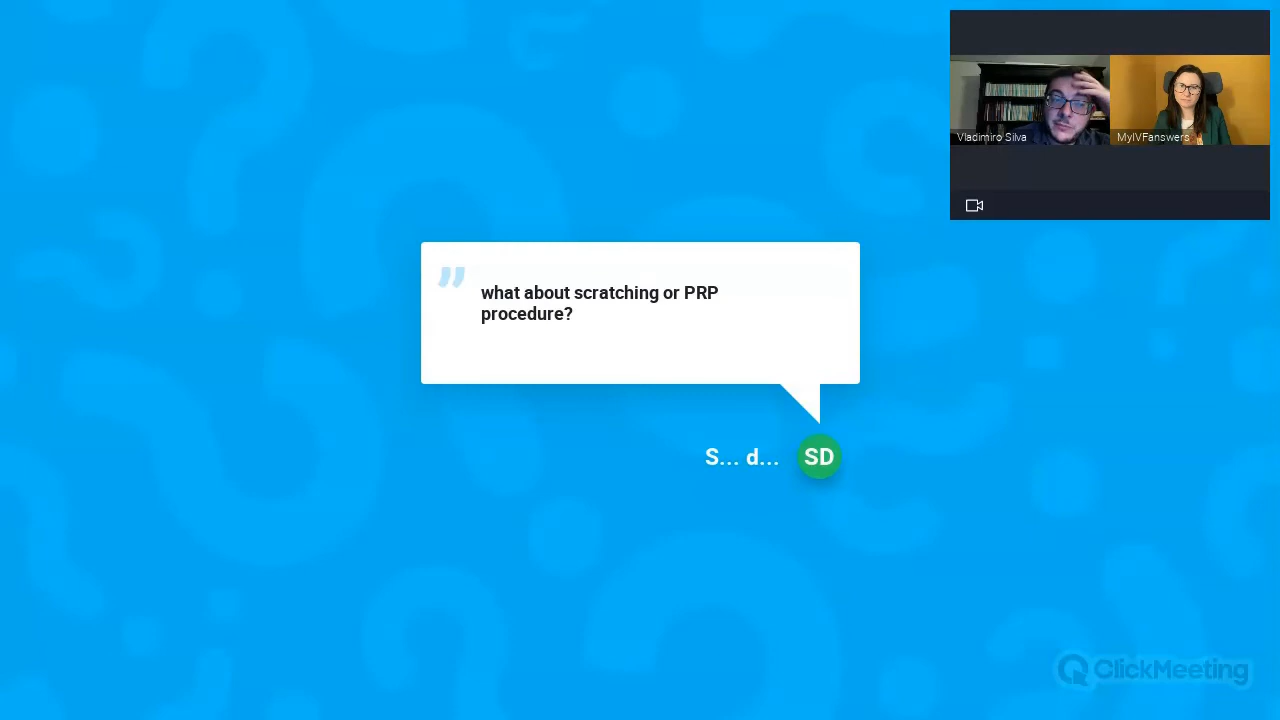 Vladimiro Silva
MyIVFanswers
what about scratching or PRP
procedure?
S... d...
SD
ClickMeeting